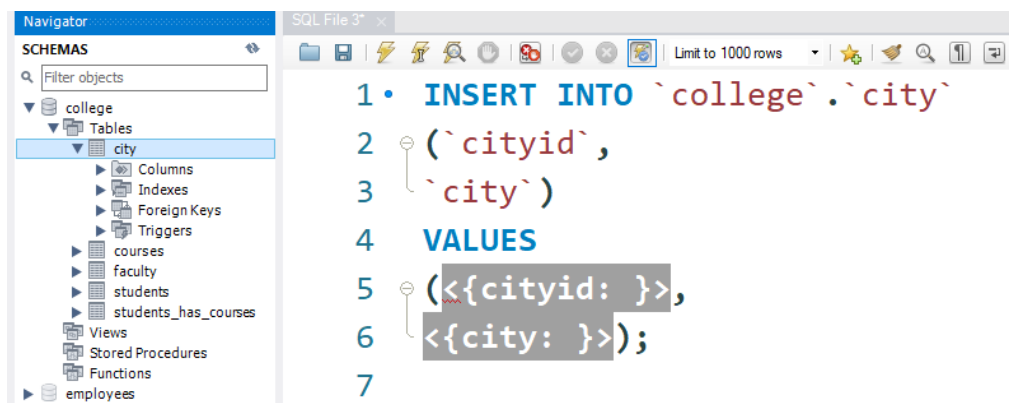 Navigator
SCHEMAS
Filter objects
college
Tables
city
Columns
Indexes
Foreign Keys
Triggers
courses
faculty
students
students_has_courses
Views
Stored Procedures
Functions
employees
SQL File 3*
Limit to 1000 rows
1 INSERT INTO `college`.`city`
2 (`cityid`,
3 `city`)
4 VALUES
5 (<{cityid: }>,
6 <{city: }>);
7